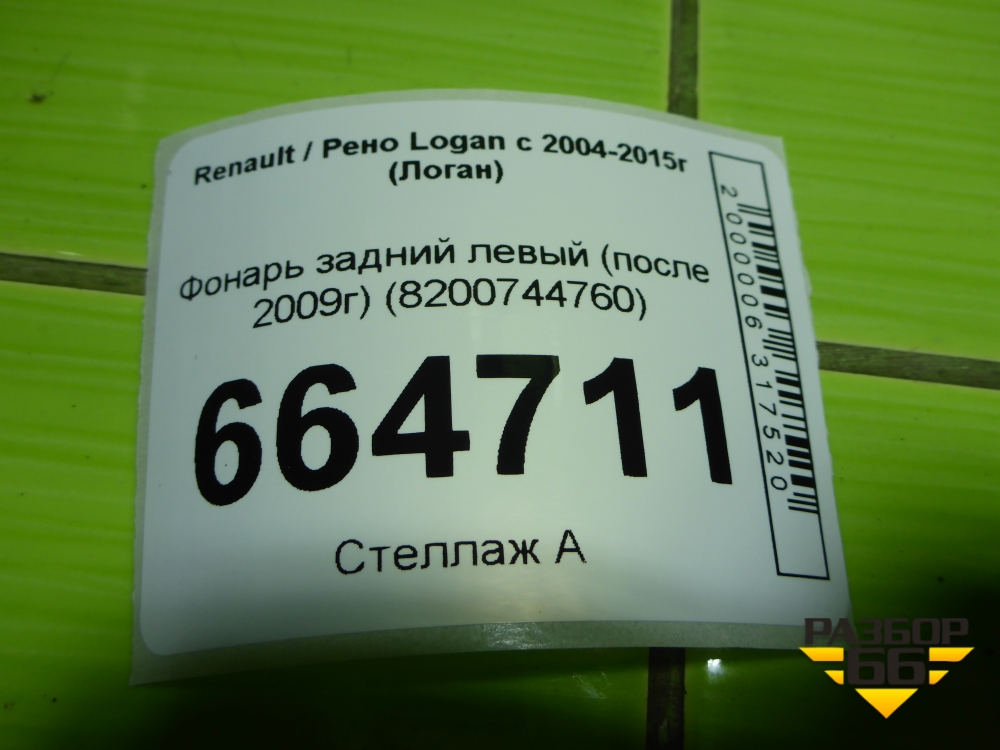 Renault / Рено Logan с 2004-2015г
(Логан)
Фонарь задний левый (после
2009г) (8200744760)
664711
Стеллаж А
2000006317520
РАЗБОР
66